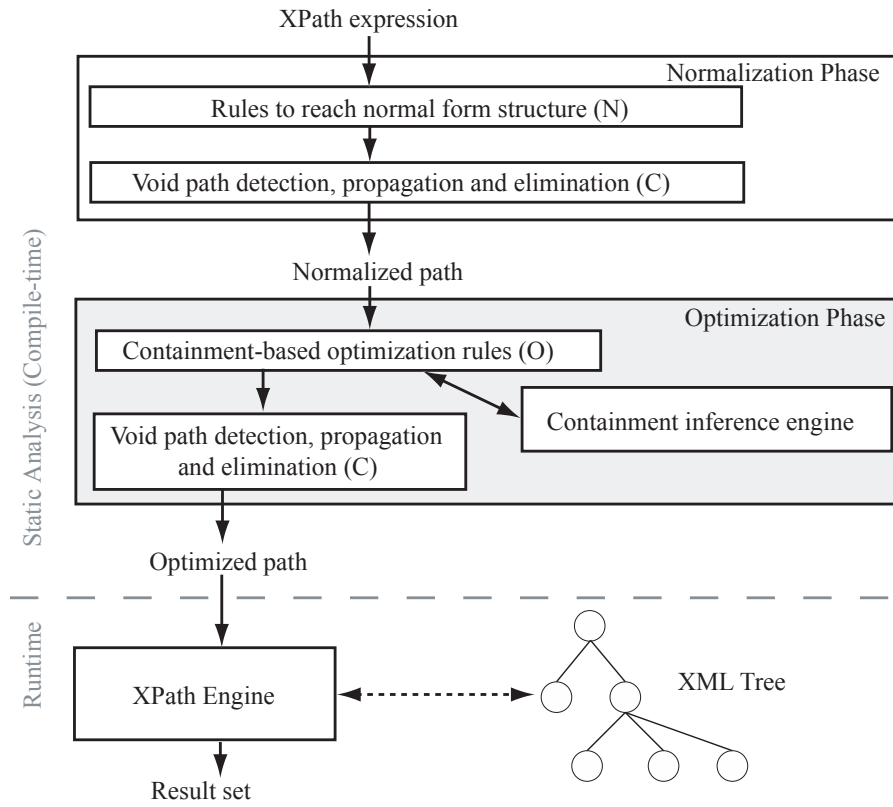 XPath expression
Normalization Phase
Rules to reach normal form structure (N)
Void path detection, propagation and elimination (C)
Normalized path
Static Analysis (Compile-time)
Optimization Phase
Containment-based optimization rules (O)
Containment inference engine
Void path detection, propagation
and elimination (C)
Optimized path
Runtime
XPath Engine
XML Tree
Result set